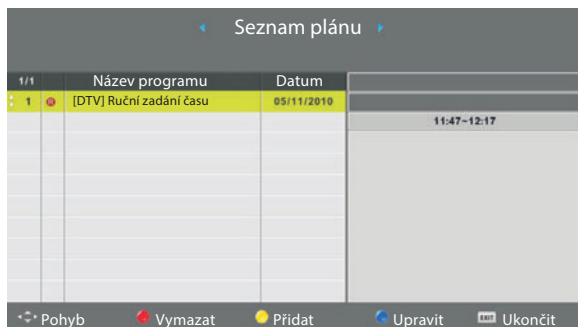 Seznam plánu
1/1 Název programu Datum
1 [DTV] Ruční zadání času 05/11/2010
11:47~12:17
Pohyb Vymazat Přidat Upravit EXIT Ukončit